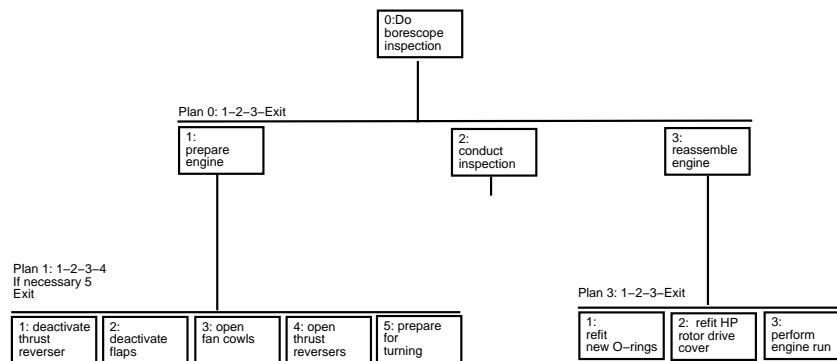 0:Do
borescope
inspection
Plan 0: 1–2–3–Exit
1:
prepare
engine
2:
conduct
inspection
3:
reassemble
engine
Plan 1: 1–2–3–4
If necessary 5
Exit
Plan 3: 1–2–3–Exit
1: deactivate
thrust
reverser
2:
deactivate
flaps
3: open
fan cowls
4: open
thrust
reversers
5: prepare
for
turning
1:
refit
new O–rings
2: refit HP
rotor drive
cover
3:
perform
engine run